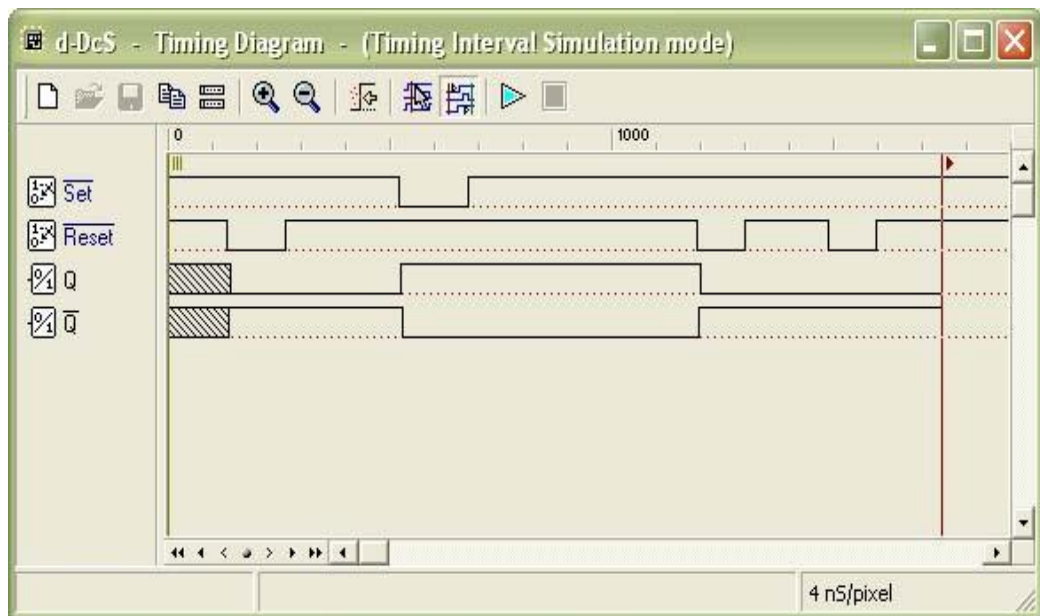 d-DcS - Timing Diagram - (Timing Interval Simulation mode)
0 1000
Set
Reset
Q
Q
4 nS/pixel